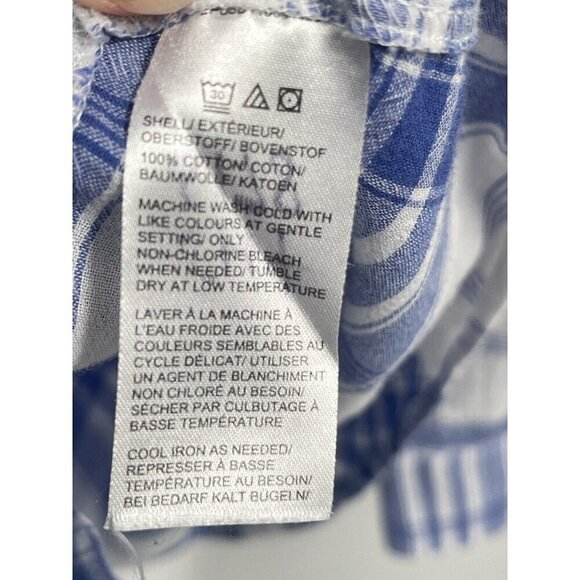 30
SHELL/ EXTÉRIEUR/
OBERSTOFF/ BOVENSTOF
100% COTTON/ COTON/
BAUMWOLLE/ KATOEN
MACHINE WASH COLD WITH
LIKE COLOURS AT GENTLE
SETTING/ ONLY
NON-CHLORINE BLEACH
WHEN NEEDED/ TUMBLE
DRY AT LOW TEMPERATURE
LAVER À LA MACHINE À
L'EAU FROIDE AVEC DES
COULEURS SEMBLABLES AU
CYCLE DÉLICAT/ UTILISER
UN AGENT DE BLANCHIMENT
NON CHLORÉ AU BESOIN/
SÉCHER PAR CULBUTAGE À
BASSE TEMPÉRATURE
COOL IRON AS NEEDED/
REPRESSER À BASSE
TEMPÉRATURE AU BESOIN/
BEI BEDARF KALT BÜGELN/